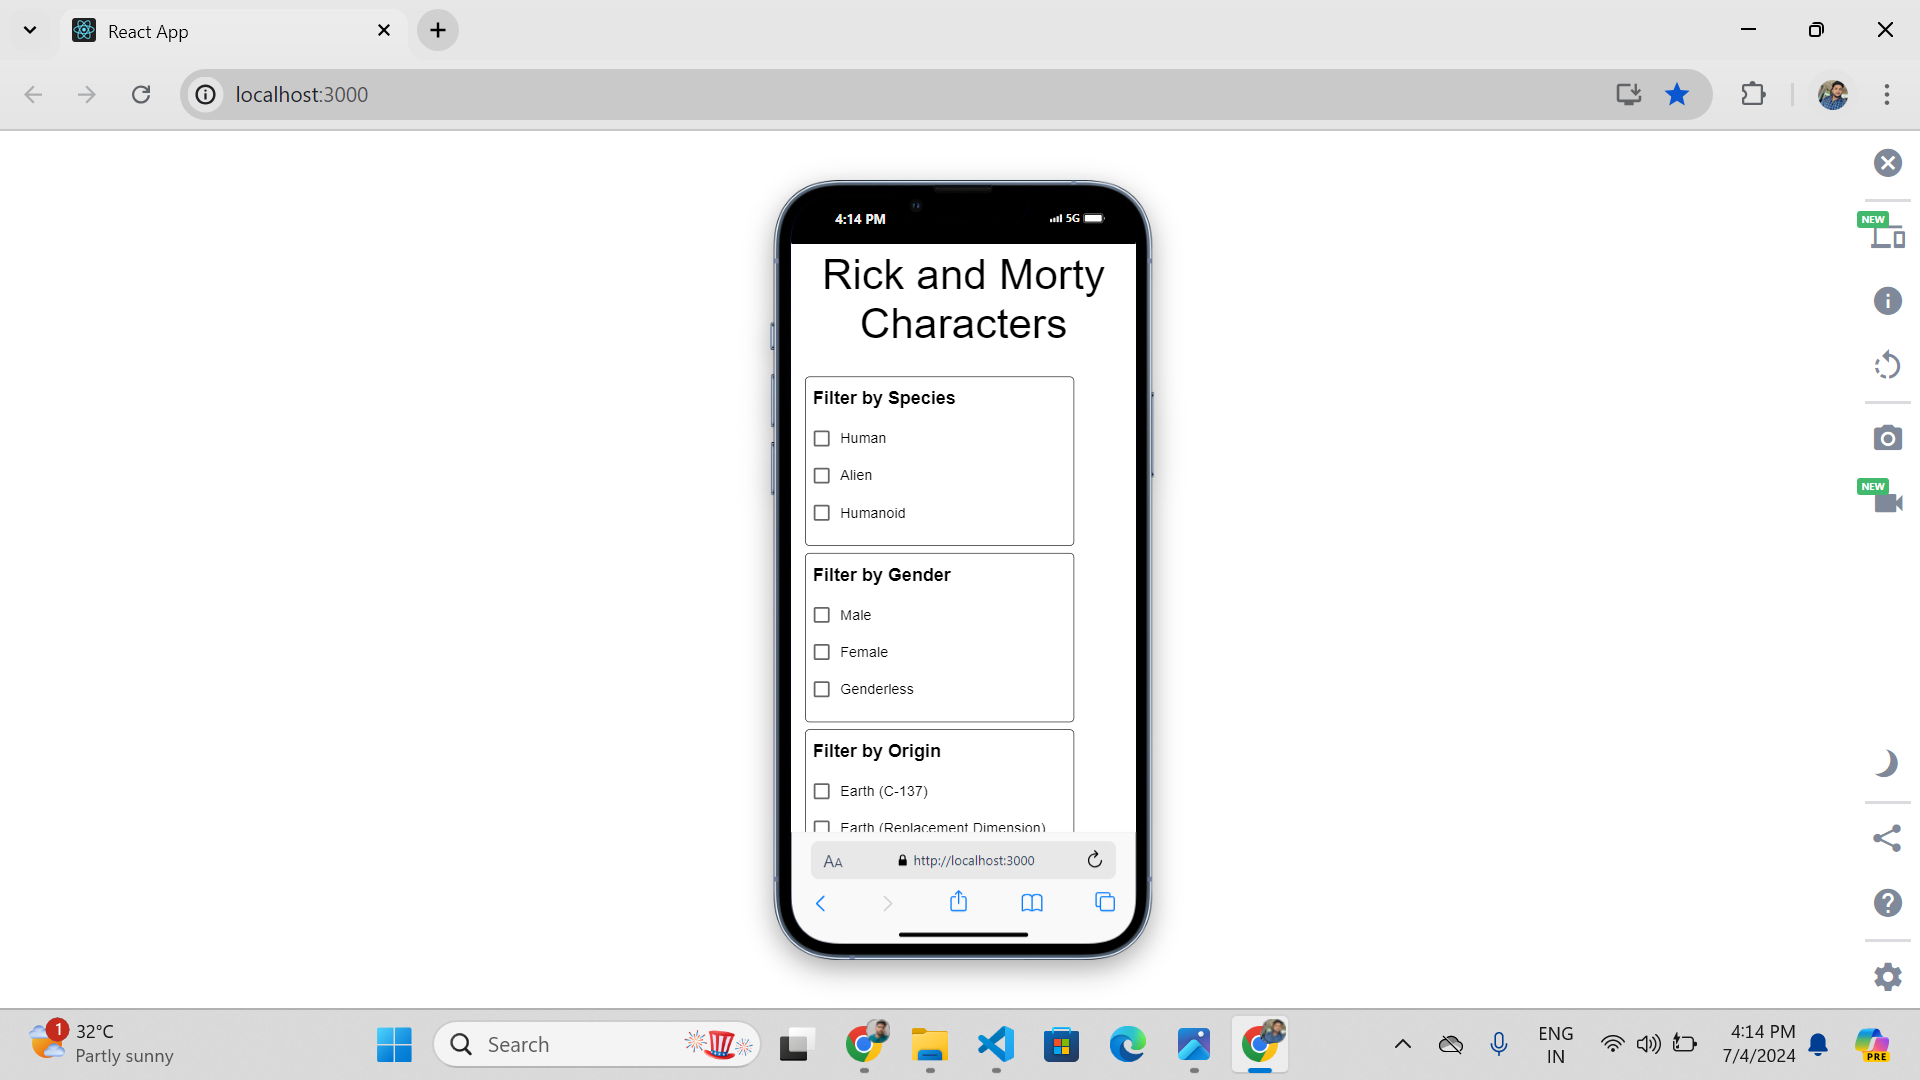 React App
localhost:3000
NEW
4:14 PM
5G
Rick and Morty
Characters
Filter by Species
Human
Alien
Humanoid
Filter by Gender
Male
Female
Genderless
Filter by Origin
Earth (C-137)
Earth (Replacement Dimension)
AA
http://localhost:3000
NEW
1
32°C
Partly sunny
Search
ENG
IN
4:14 PM
7/4/2024
PRE